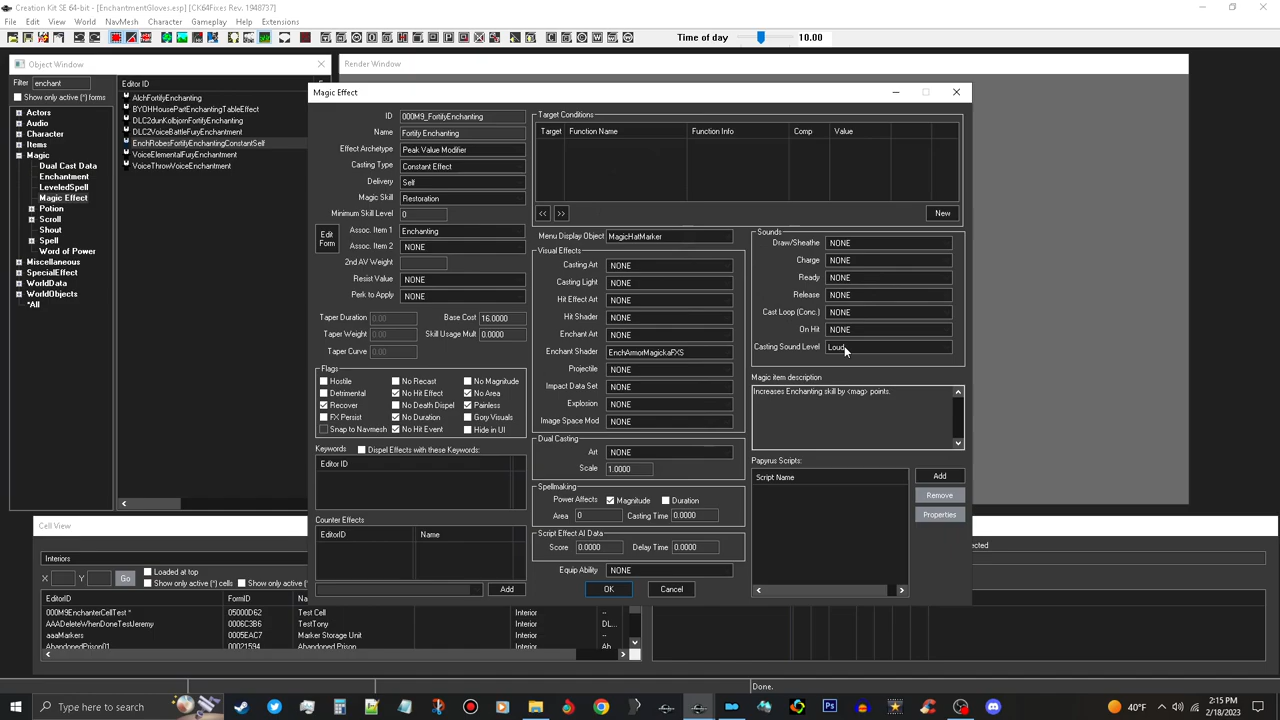 Creation Kit SE 64-bit - [EnchantmentGloves.esp] [CK64Fixes Rev. 1948737]
File Edit View World NavMesh Character Gameplay Help Extensions
Time of day 10.00
Object Window
Render Window
Filter enchant
Show only active (*) forms
Actors
Audio
Character
Items
Magic
Dual Cast Data
Enchantment
LeveledSpell
Magic Effect
Potion
Scroll
Shout
Spell
Word of Power
Miscellaneous
SpecialEffect
WorldData
WorldObjects
*All
Editor ID
AlchFortifyEnchanting
BYOHHousePartEnchantingTableEffect
DLC2dunKolbjornFortifyEnchanting
DLC2VoiceBattleFuryEnchantment
EnchRobesFortifyEnchantingConstantSelf
VoiceElementalFuryEnchantment
VoiceThrowVoiceEnchantment
Magic Effect
ID 000M9_FortifyEnchanting
Name Fortify Enchanting
Effect Archetype Peak Value Modifier
Casting Type Constant Effect
Delivery Self
Magic Skill Restoration
Minimum Skill Level 0
Edit Form
Assoc. Item 1 Enchanting
Assoc. Item 2 NONE
2nd AV Weight
Resist Value NONE
Perk to Apply NONE
Taper Duration 0.00 Base Cost 16.0000
Taper Weight 0.00 Skill Usage Mult 0.0000
Taper Curve 0.00
Flags
Hostile No Recast No Magnitude
Detrimental No Hit Effect No Area
Recover No Death Dispel Painless
FX Persist No Duration Gory Visuals
Snap to Navmesh No Hit Event Hide in UI
Keywords Dispel Effects with these Keywords:
Editor ID
Counter Effects
EditorID Name
Add
Target Conditions
Target Function Name Function Info Comp Value
<< >> New
Menu Display Object MagicHatMarker
Visual Effects
Casting Art NONE
Casting Light NONE
Hit Effect Art NONE
Hit Shader NONE
Enchant Art NONE
Enchant Shader EnchArmorMagickaFXS
Projectile NONE
Impact Data Set NONE
Explosion NONE
Image Space Mod NONE
Dual Casting
Art NONE
Scale 1.0000
Spellmaking
Power Affects Magnitude Duration
Area 0 Casting Time 0.0000
Script Effect AI Data
Score 0.0000 Delay Time 0.0000
Equip Ability NONE
OK Cancel
Sounds
Draw/Sheathe NONE
Charge NONE
Ready NONE
Release NONE
Cast Loop (Conc.) NONE
On Hit NONE
Casting Sound Level Loud
Magic item description
Increases Enchanting skill by <mag> points.
Papyrus Scripts:
Script Name
Add
Remove
Properties
Cell View
Interiors
X Y Go Loaded at top
Show only active (*) cells Show only active (*)
EditorID FormID
000M9EnchanterCellTest * 05000D62 Test Cell Interior --
AAADeleteWhenDoneTestJeremy 0006C3B6 TestTony Interior DL...
aaaMarkers 0005EAC7 Marker Storage Unit Interior --
AbandonedPrison01 00021594 Abandoned Prison Interior Ab
Done.
Type here to search
40°F
2:15 PM
2/18/2023